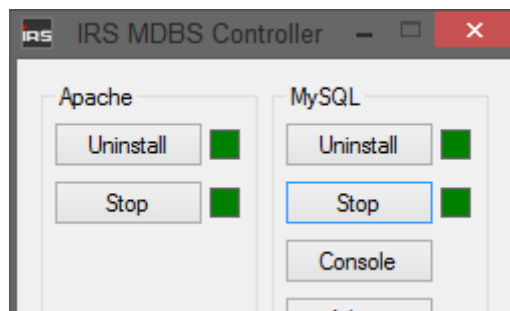 IRS IRS MDBS Controller
Apache
MySQL
Uninstall
Uninstall
Stop
Stop
Console